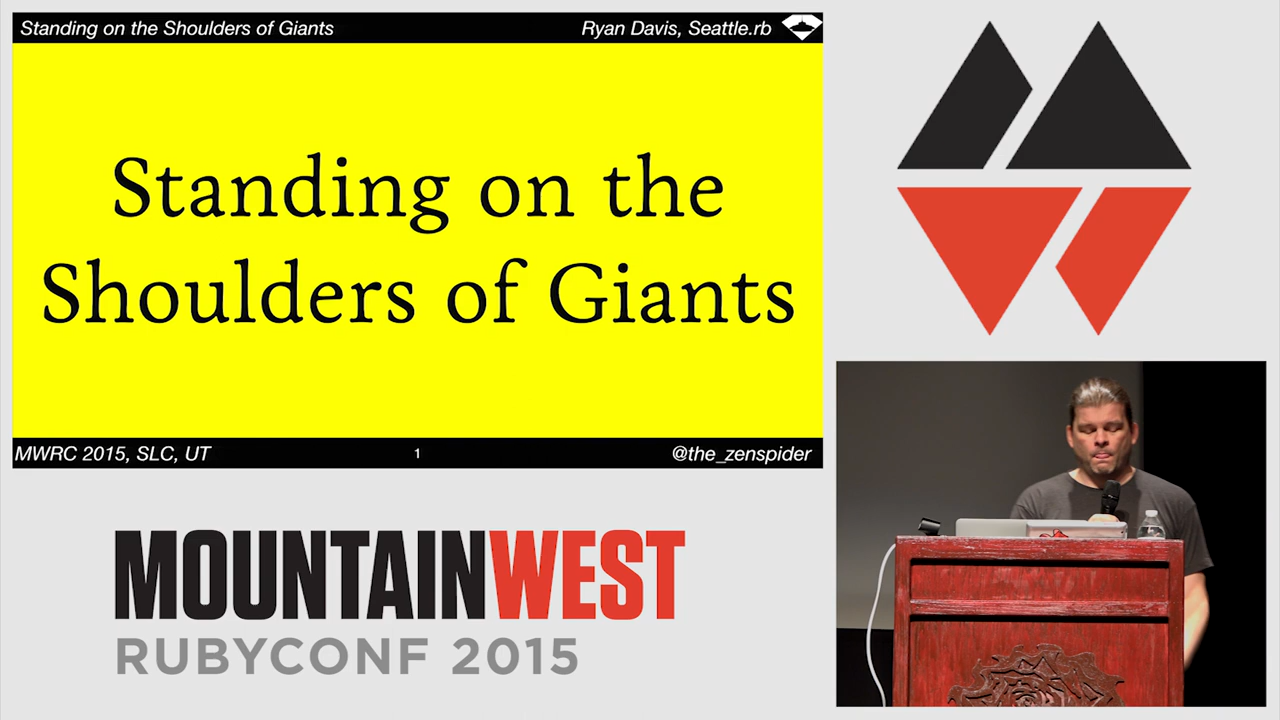 Standing on the Shoulders of Giants
Ryan Davis, Seattle.rb
Standing on the
Shoulders of Giants
MWRC 2015, SLC, UT
1
@the_zenspider
MOUNTAINWEST
RUBYCONF 2015